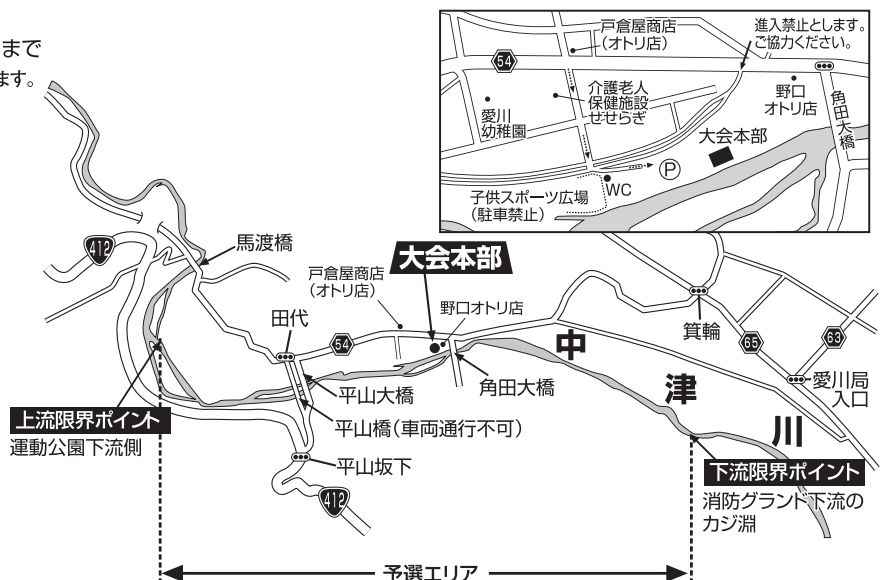 まで
ます。
戸倉屋商店
（オトリ店）
進入禁止とします。
ご協力ください。
54
介護老人
保健施設
せせらぎ
愛川
幼稚園
野口
オトリ店
角田大橋
大会本部
P
WC
子供スポーツ広場
（駐車禁止）
412
馬渡橋
大会本部
戸倉屋商店
（オトリ店）
野口オトリ店
田代
54
箕輪
65
63
中津川
愛川局
入口
平山大橋
角田大橋
平山橋（車両通行不可）
平山坂下
412
上流限界ポイント
運動公園下流側
下流限界ポイント
消防グランド下流の
カジ淵
予選エリア